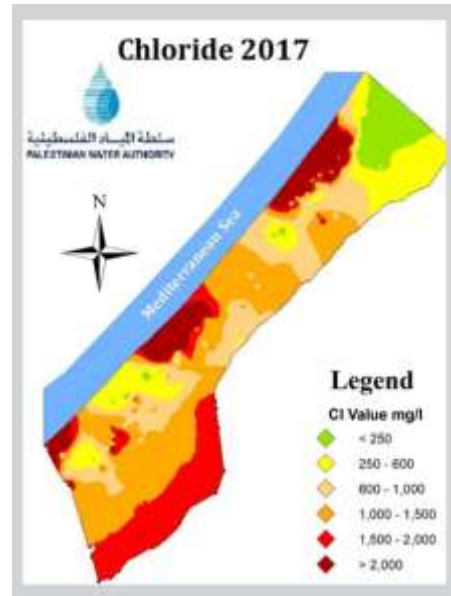 Chloride 2017
سلطة المياه الفلسطينية
PALESTINIAN WATER AUTHORITY
N
Mediterranean Sea
Legend
Cl Value mg/l
< 250
250 - 600
600 - 1,000
1,000 - 1,500
1,500 - 2,000
> 2,000